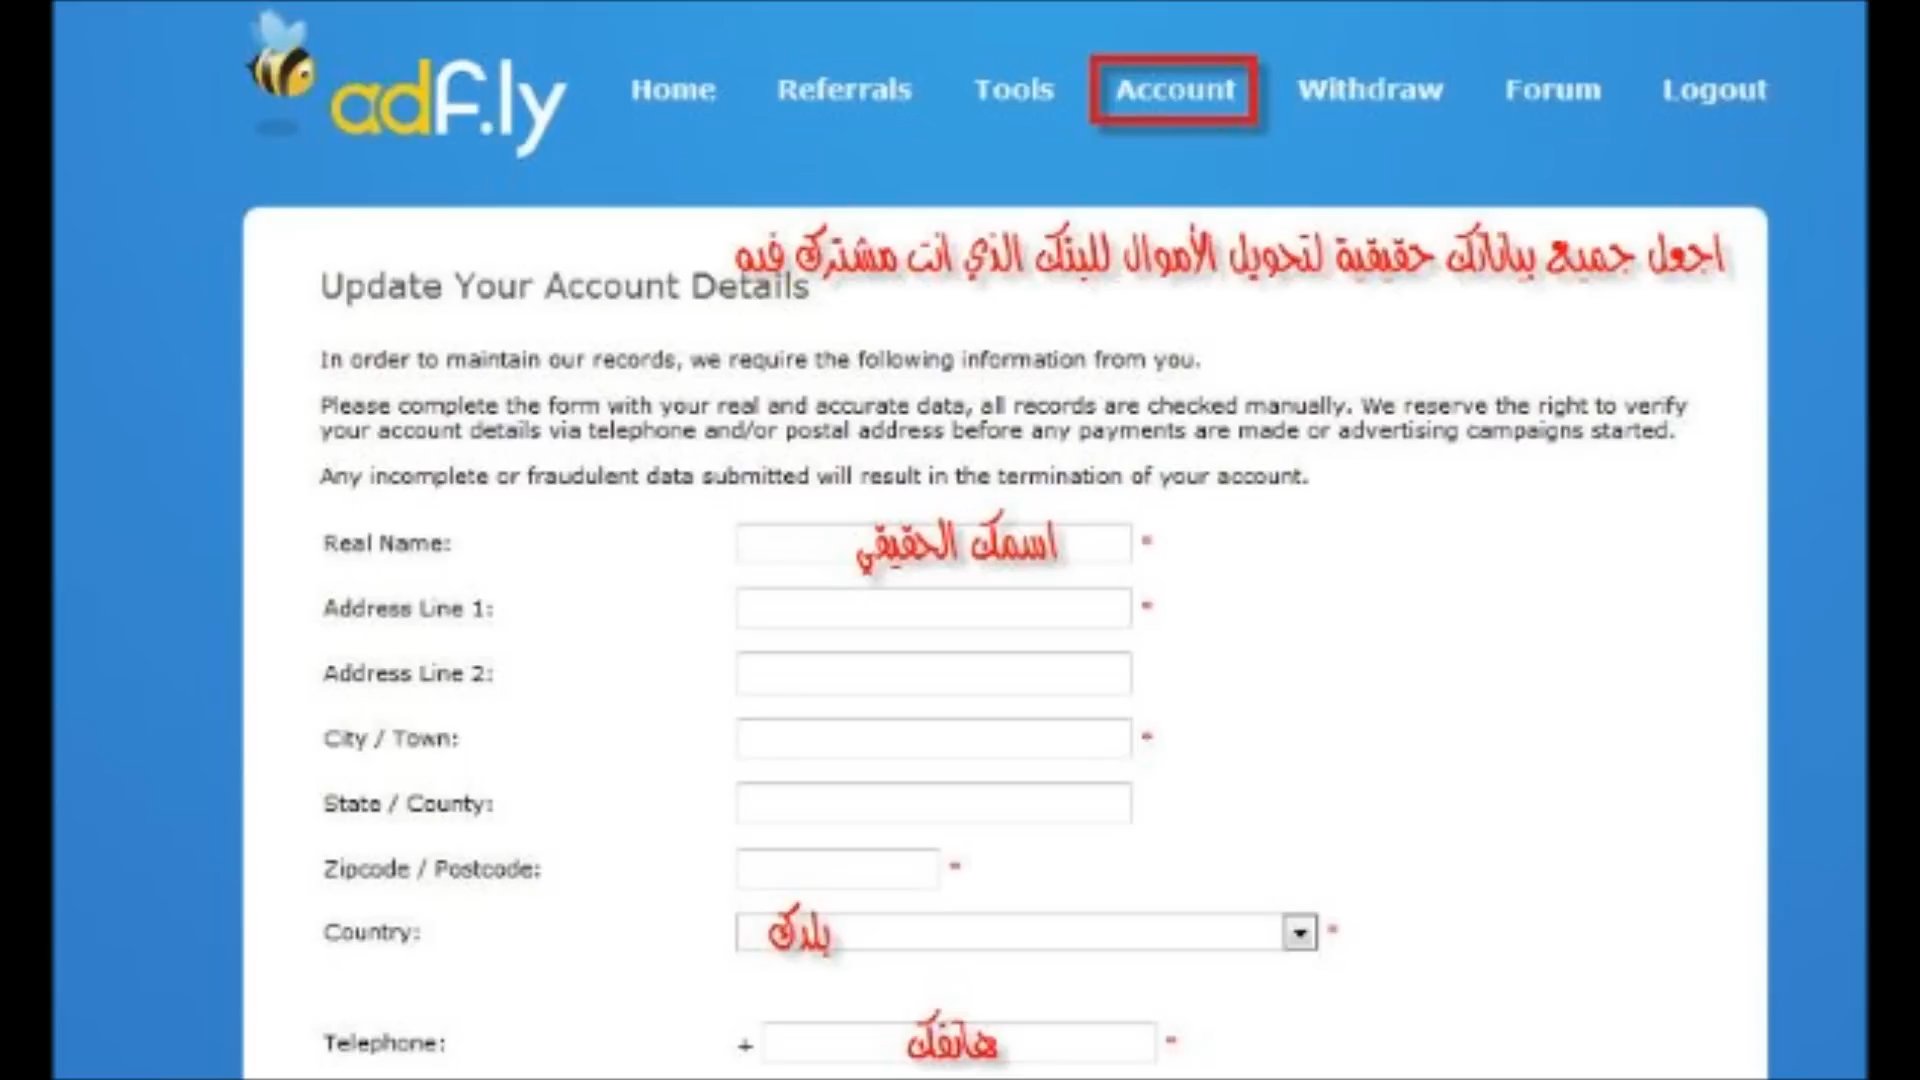 adf.ly
Home Referrals Tools Account Withdraw Forum Logout
اجعل جميع بياناتك حقيقية لتحويل الأموال للبنك الذي انت مشترك فيه
Update Your Account Details
In order to maintain our records, we require the following information from you.
Please complete the form with your real and accurate data, all records are checked manually. We reserve the right to verify
your account details via telephone and/or postal address before any payments are made or advertising campaigns started.
Any incomplete or fraudulent data submitted will result in the termination of your account.
Real Name: اسمك الحقيقي *
Address Line 1: *
Address Line 2:
City / Town: *
State / County:
Zipcode / Postcode: *
Country: بلدك *
Telephone: + هاتفك *